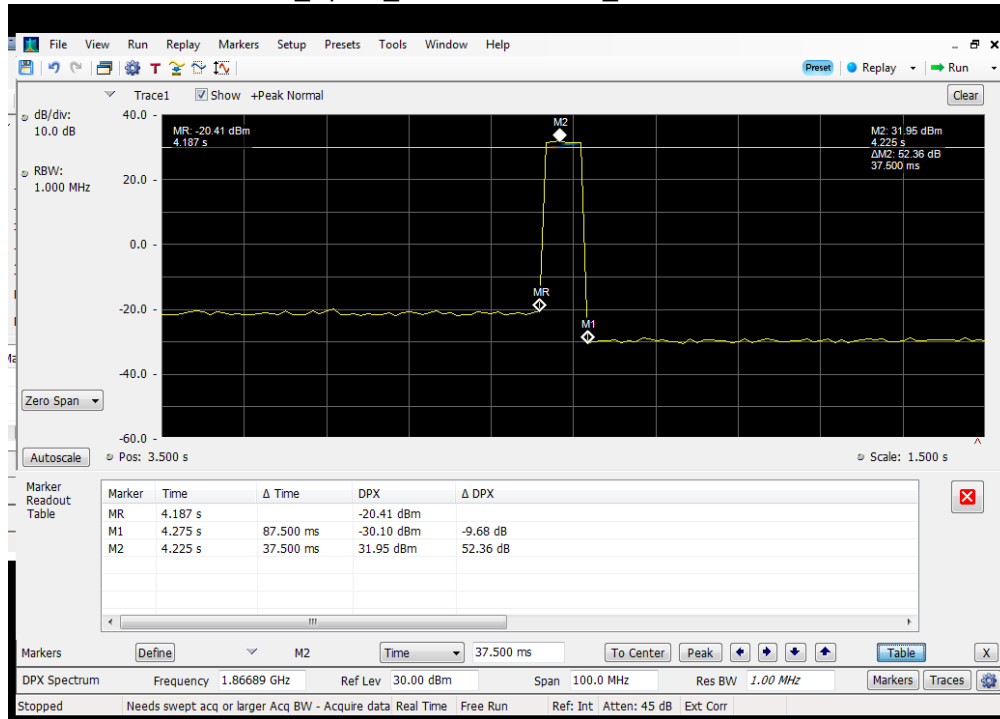 File View Run Replay Markers Setup Presets Tools Window Help
T Preset Replay Run
Trace1 Show +Peak Normal Clear
dB/div:
10.0 dB
RBW:
1.000 MHz
40.0
20.0
0.0
-20.0
-40.0
-60.0
MR: -20.41 dBm
4.187 s
M2
M2: 31.95 dBm
4.225 s
ΔM2: 52.36 dB
37.500 ms
MR
M1
Zero Span
Autoscale Pos: 3.500 s Scale: 1.500 s
Marker
Readout
Table
Marker Time Δ Time DPX Δ DPX
MR 4.187 s -20.41 dBm
M1 4.275 s 87.500 ms -30.10 dBm -9.68 dB
M2 4.225 s 37.500 ms 31.95 dBm 52.36 dB
Markers Define M2 Time 37.500 ms To Center Peak Table X
DPX Spectrum Frequency 1.86689 GHz Ref Lev 30.00 dBm Span 100.0 MHz Res BW 1.00 MHz Markers Traces
Stopped Needs swept acq or larger Acq BW - Acquire data Real Time Free Run Ref: Int Atten: 45 dB Ext Corr